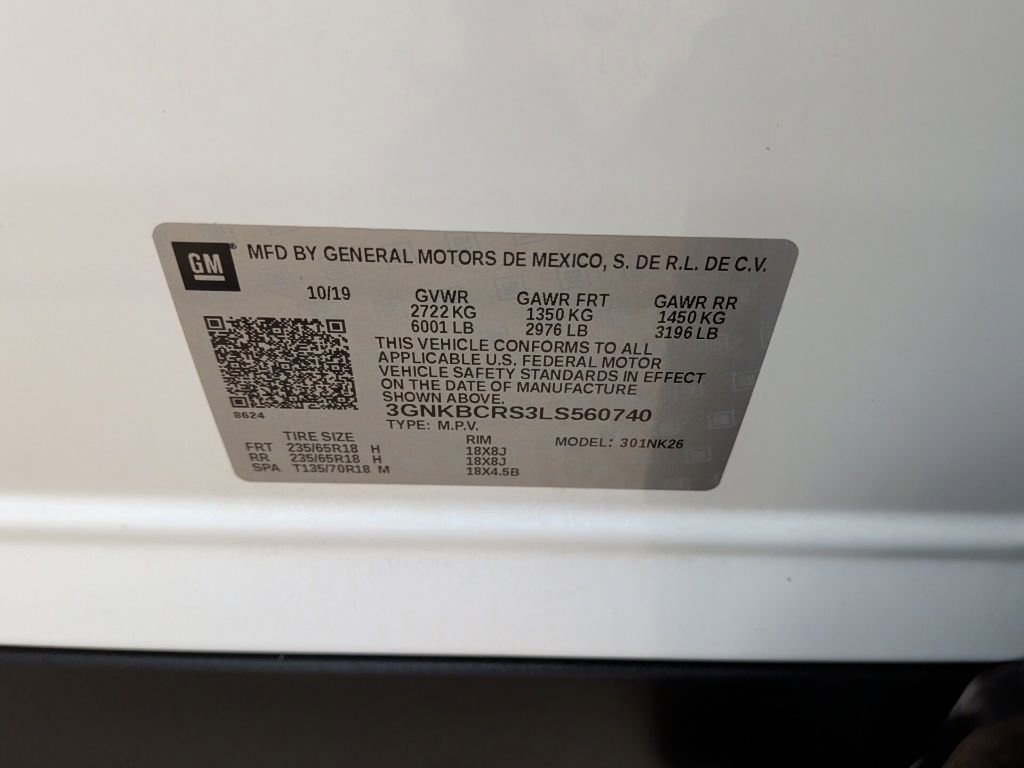 GM ® MFD BY GENERAL MOTORS DE MEXICO, S. DE R.L. DE C.V.
10/19 GVWR GAWR FRT GAWR RR
2722 KG 1350 KG 1450 KG
6001 LB 2976 LB 3196 LB
THIS VEHICLE CONFORMS TO ALL
APPLICABLE U.S. FEDERAL MOTOR
VEHICLE SAFETY STANDARDS IN EFFECT
ON THE DATE OF MANUFACTURE
SHOWN ABOVE.
8624 3GNKBCRS3LS560740
TYPE: M.P.V.
TIRE SIZE RIM MODEL: 301NK26
FRT 235/65R18 H 18X8J
RR 235/65R18 H 18X8J
SPA T135/70R18 M 18X4.5B